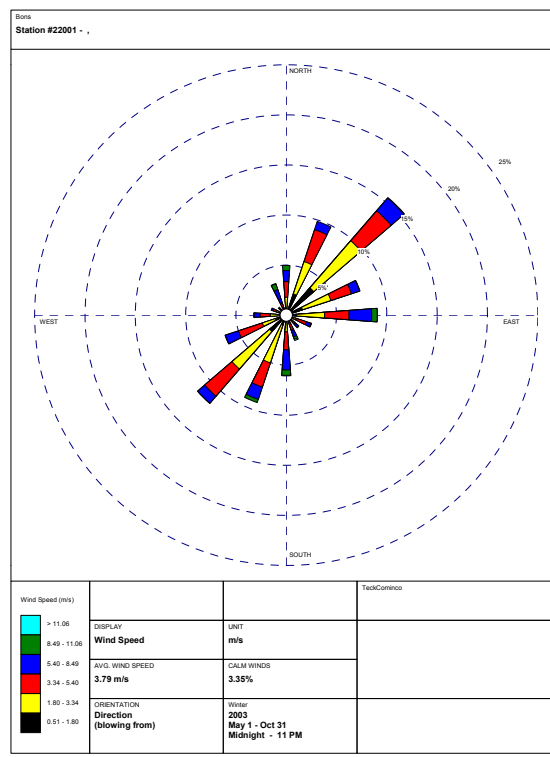 Bons
Station #22001 - ,
NORTH
25%
20%
15%
10%
5%
WEST
EAST
SOUTH
Wind Speed (m/s)
> 11.06
8.49 - 11.06
5.40 - 8.49
3.34 - 5.40
1.80 - 3.34
0.51 - 1.80
DISPLAY
Wind Speed
UNIT
m/s
AVG. WIND SPEED
3.79 m/s
CALM WINDS
3.35%
ORIENTATION
Direction
(blowing from)
Winter
2003
May 1 - Oct 31
Midnight - 11 PM
TeckCominco